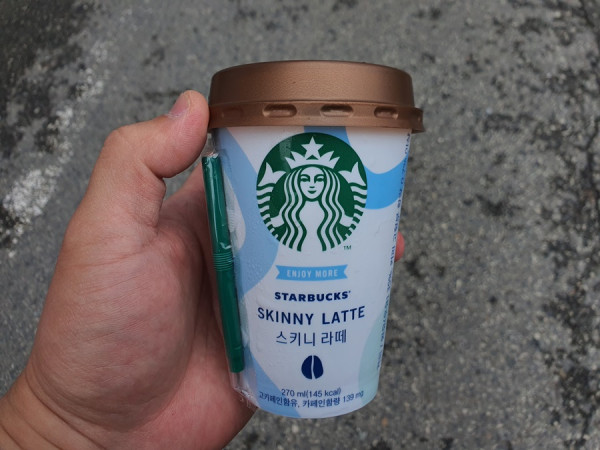 TM
ENJOY MORE
STARBUCKS®
SKINNY LATTE
스키니 라떼
270 ml(145 kcal)
고카페인함유, 카페인함량 139 mg